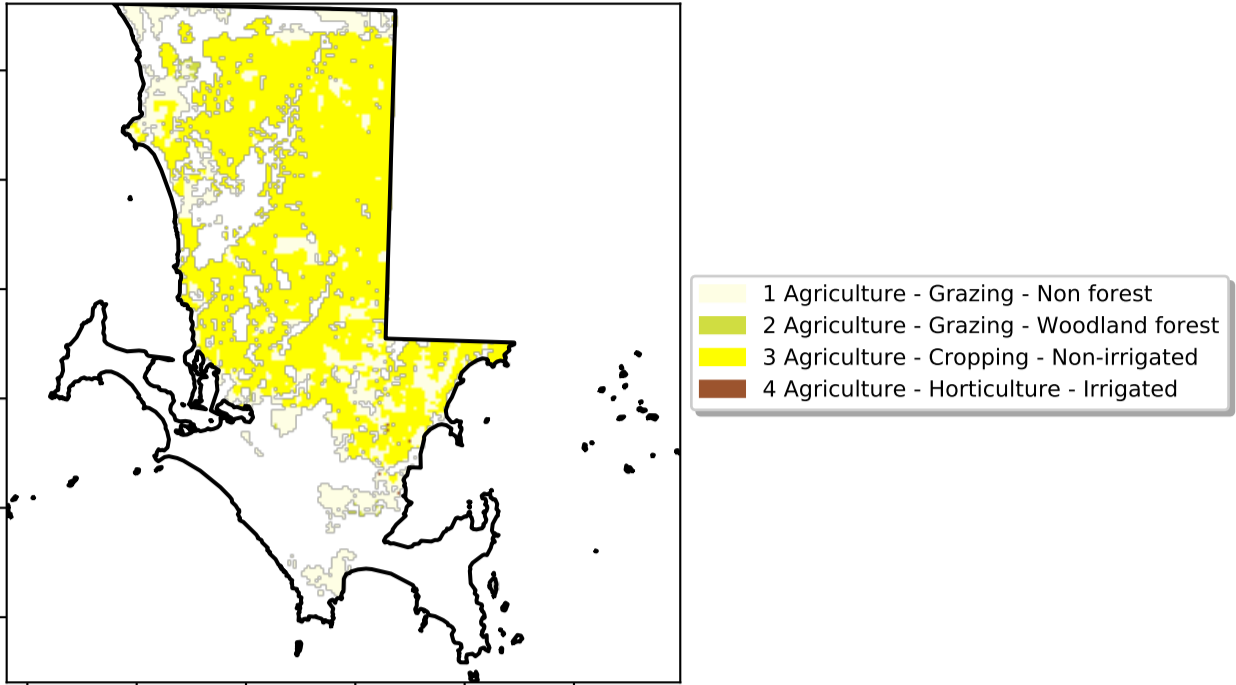 1 Agriculture - Grazing - Non forest
2 Agriculture - Grazing - Woodland forest
3 Agriculture - Cropping - Non-irrigated
4 Agriculture - Horticulture - Irrigated